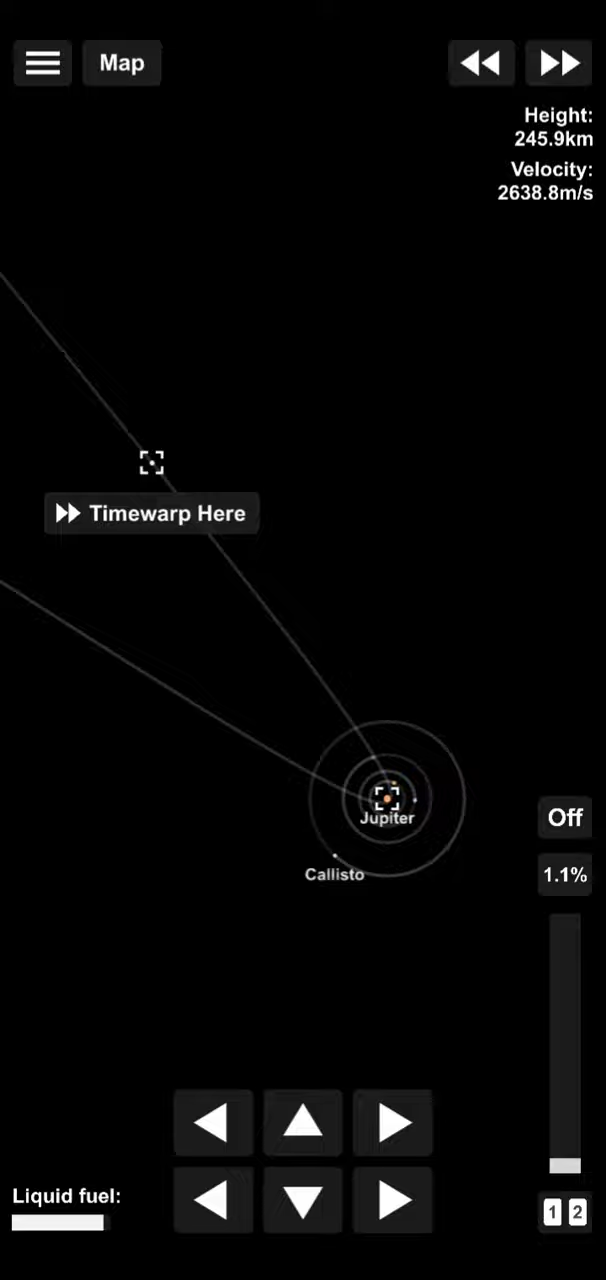 Map
Height:
245.9km
Velocity:
2638.8m/s
Timewarp Here
Jupiter
Off
Callisto
1.1%
Liquid fuel:
1 2